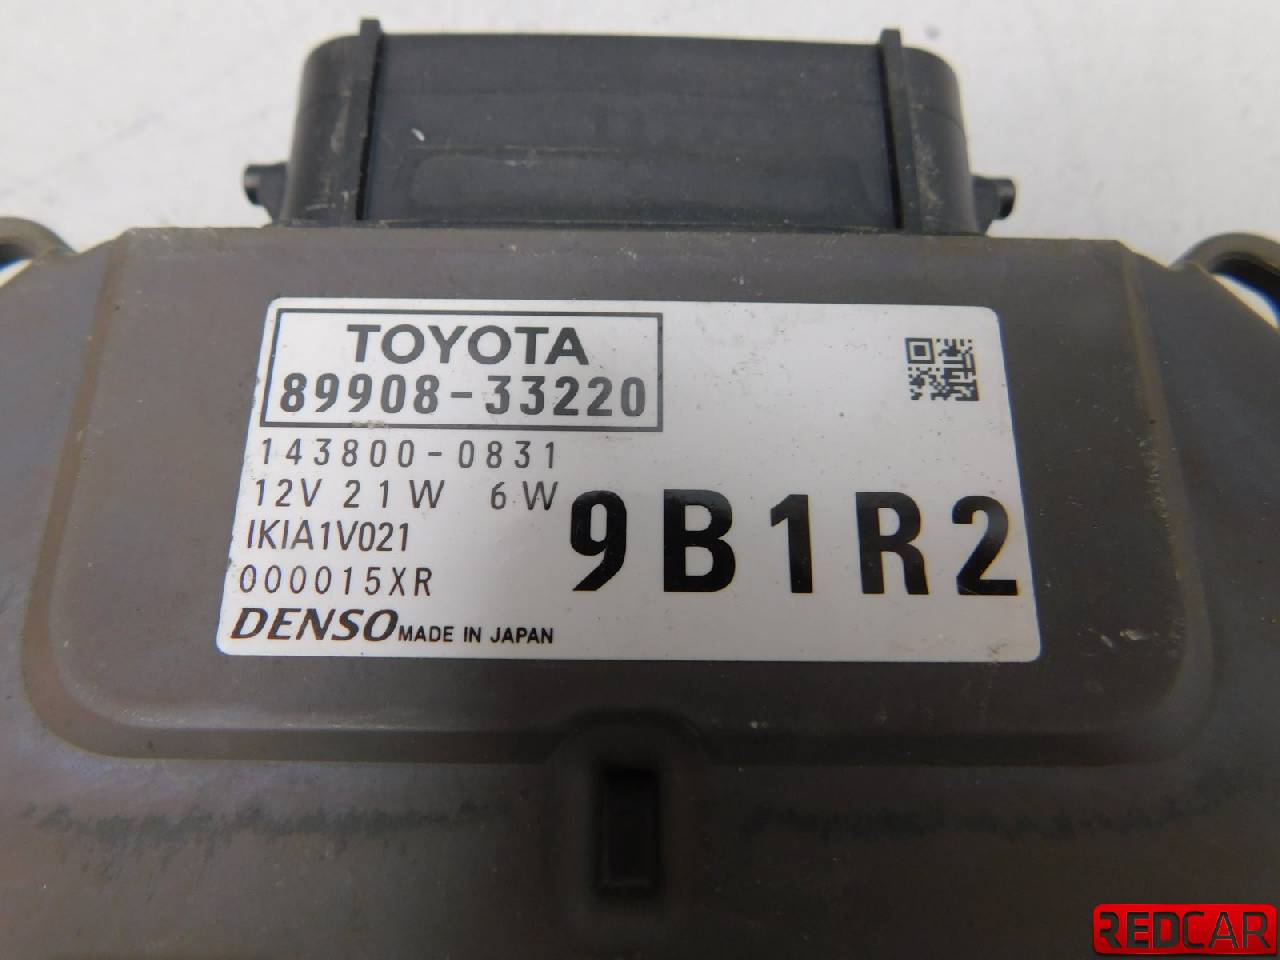 TOYOTA
89908-33220
143800-0831
12V 21W 6W
IKIA1V021
000015XR
9B1R2
DENSO MADE IN JAPAN
REDCAR